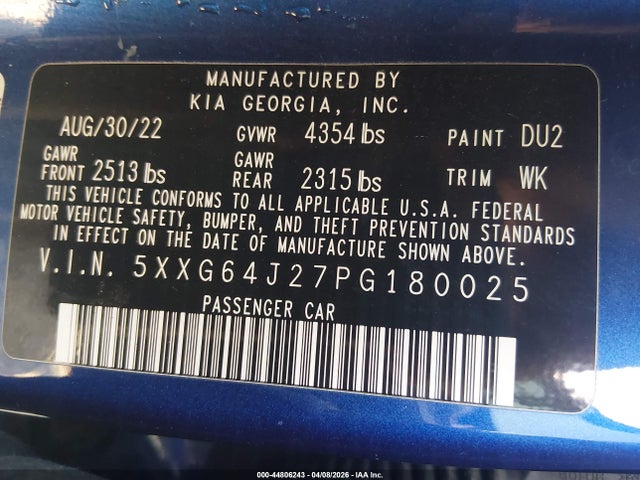 MANUFACTURED BY
KIA GEORGIA, INC.
AUG/30/22 GVWR 4354 lbs PAINT DU2
GAWR FRONT 2513 lbs GAWR REAR 2315 lbs TRIM WK
THIS VEHICLE CONFORMS TO ALL APPLICABLE U.S.A. FEDERAL
MOTOR VEHICLE SAFETY, BUMPER, AND THEFT PREVENTION STANDARDS
IN EFFECT ON THE DATE OF MANUFACTURE SHOWN ABOVE.
V.I.N. 5XXG64J27PG180025
PASSENGER CAR
000-44806243 - 04/08/2026 - IAA Inc.